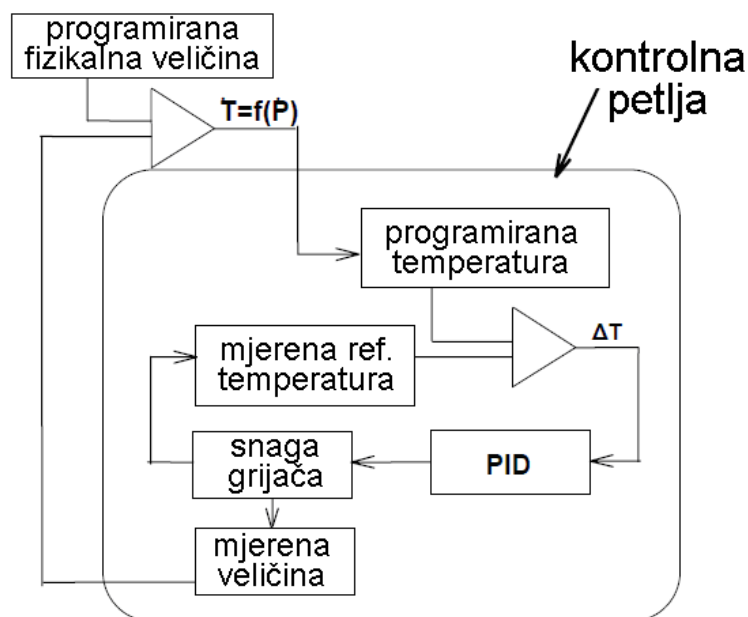 programirana
fizikalna veličina
kontrolna
petlja
Ṫ=f(Ṗ)
programirana
temperatura
mjerena ref.
temperatura
ΔT
snaga
grijača
PID
mjerena
veličina